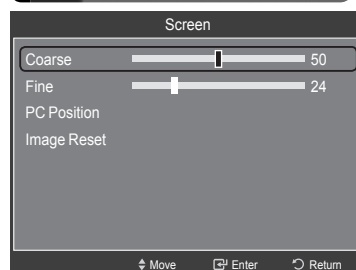 Screen
Coarse 50
Fine 24
PC Position
Image Reset
Move Enter Return